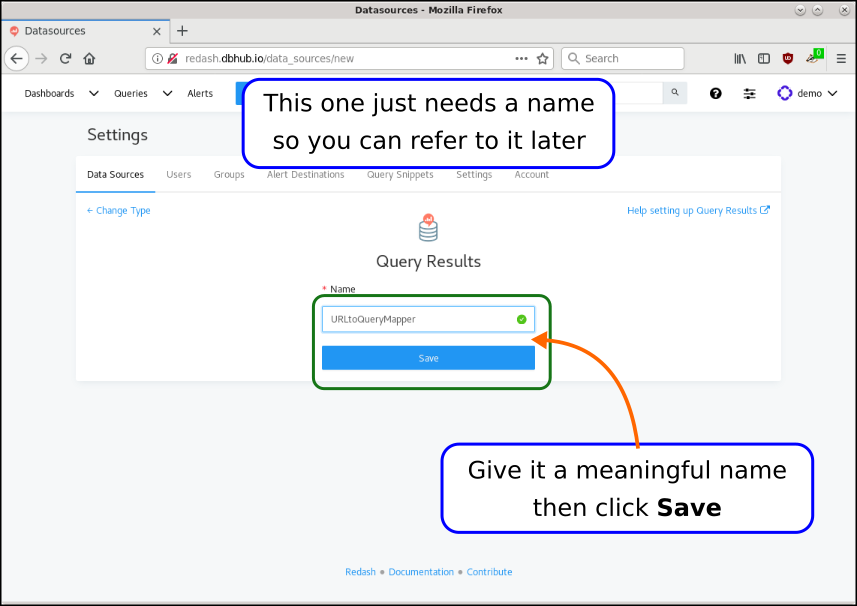 Datasources - Mozilla Firefox
Datasources
redash.dbhub.io/data_sources/new
Search
0
Dashboards Queries Alerts
demo
This one just needs a name
so you can refer to it later
Settings
Data Sources Users Groups Alert Destinations Query Snippets Settings Account
← Change Type
Help setting up Query Results
Query Results
* Name
URLtoQueryMapper
Save
Give it a meaningful name
then click Save
Redash • Documentation • Contribute